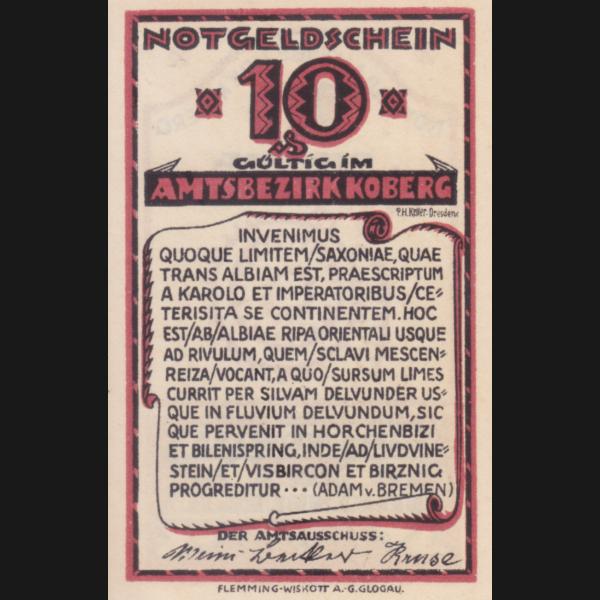 NOTGELDSCHEIN
10
GÜLTIG IM
AMTSBEZIRK KOBERG
P.H. Keller-Dresden
INVENIMUS
QUOQUE LIMITEM/SAXONIAE, QUAE
TRANS ALBIAM EST, PRAESCRIPTUM
A KAROLO ET IMPERATORIBUS/CE=
TERISITA SE CONTINENTEM. HOC
EST/AB/ALBIAE RIPA ORIENTALI USQUE
AD RIVULUM, QUEM/SCLAVI MESCEN=
REIZA/VOCANT, A QUO/SURSUM LIMES
CURRIT PER SILVAM DELVUNDER US=
QUE IN FLUVIUM DELVUNDUM, SIC
QUE PERVENIT IN HORCHENBIZI
ET BILENISPRING, INDE/AD/LIVDVINE=
STEIN/ET/VISBIRCON ET BIRZNIG
PROGREDITUR ··· (ADAM v. BREMEN)
DER AMTSAUSSCHUSS:
Kruse
FLEMMING-WISKOTT A.-G. GLOGAU.